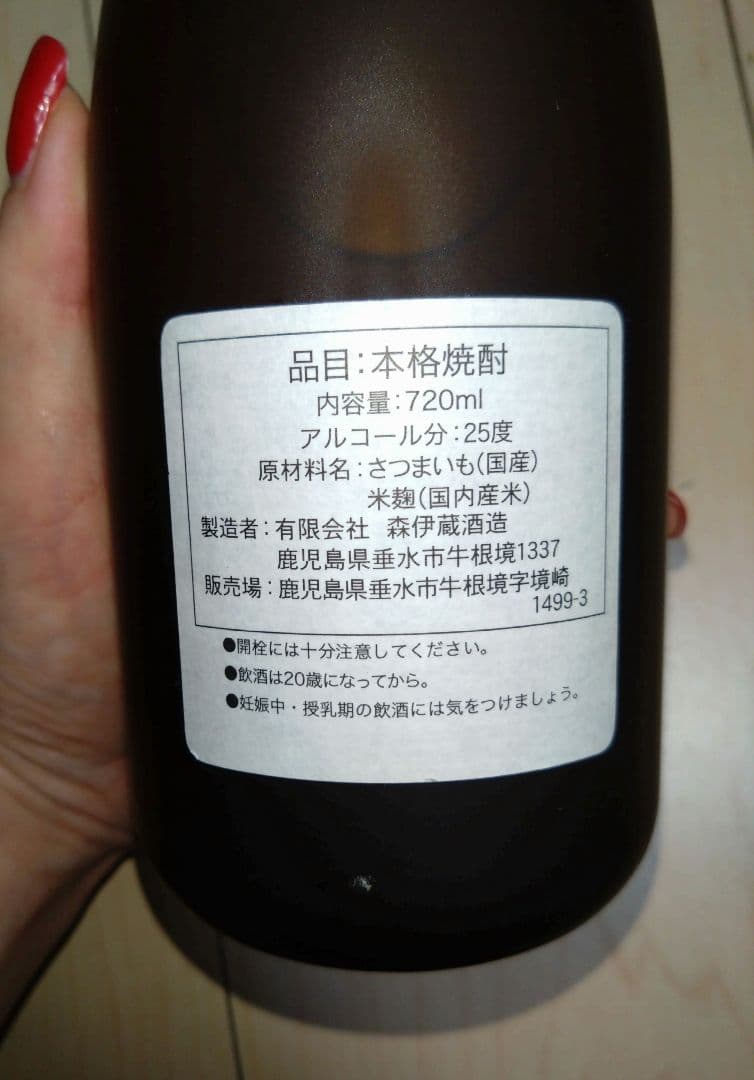 品目：本格焼酎
内容量：720ml
アルコール分：25度
原材料名：さつまいも(国産)
米麹(国内産米)
製造者：有限会社 森伊蔵酒造
鹿児島県垂水市牛根境1337
販売場：鹿児島県垂水市牛根境字境崎
1499-3
●開栓には十分注意してください。
●飲酒は20歳になってから。
●妊娠中・授乳期の飲酒には気をつけましょう。